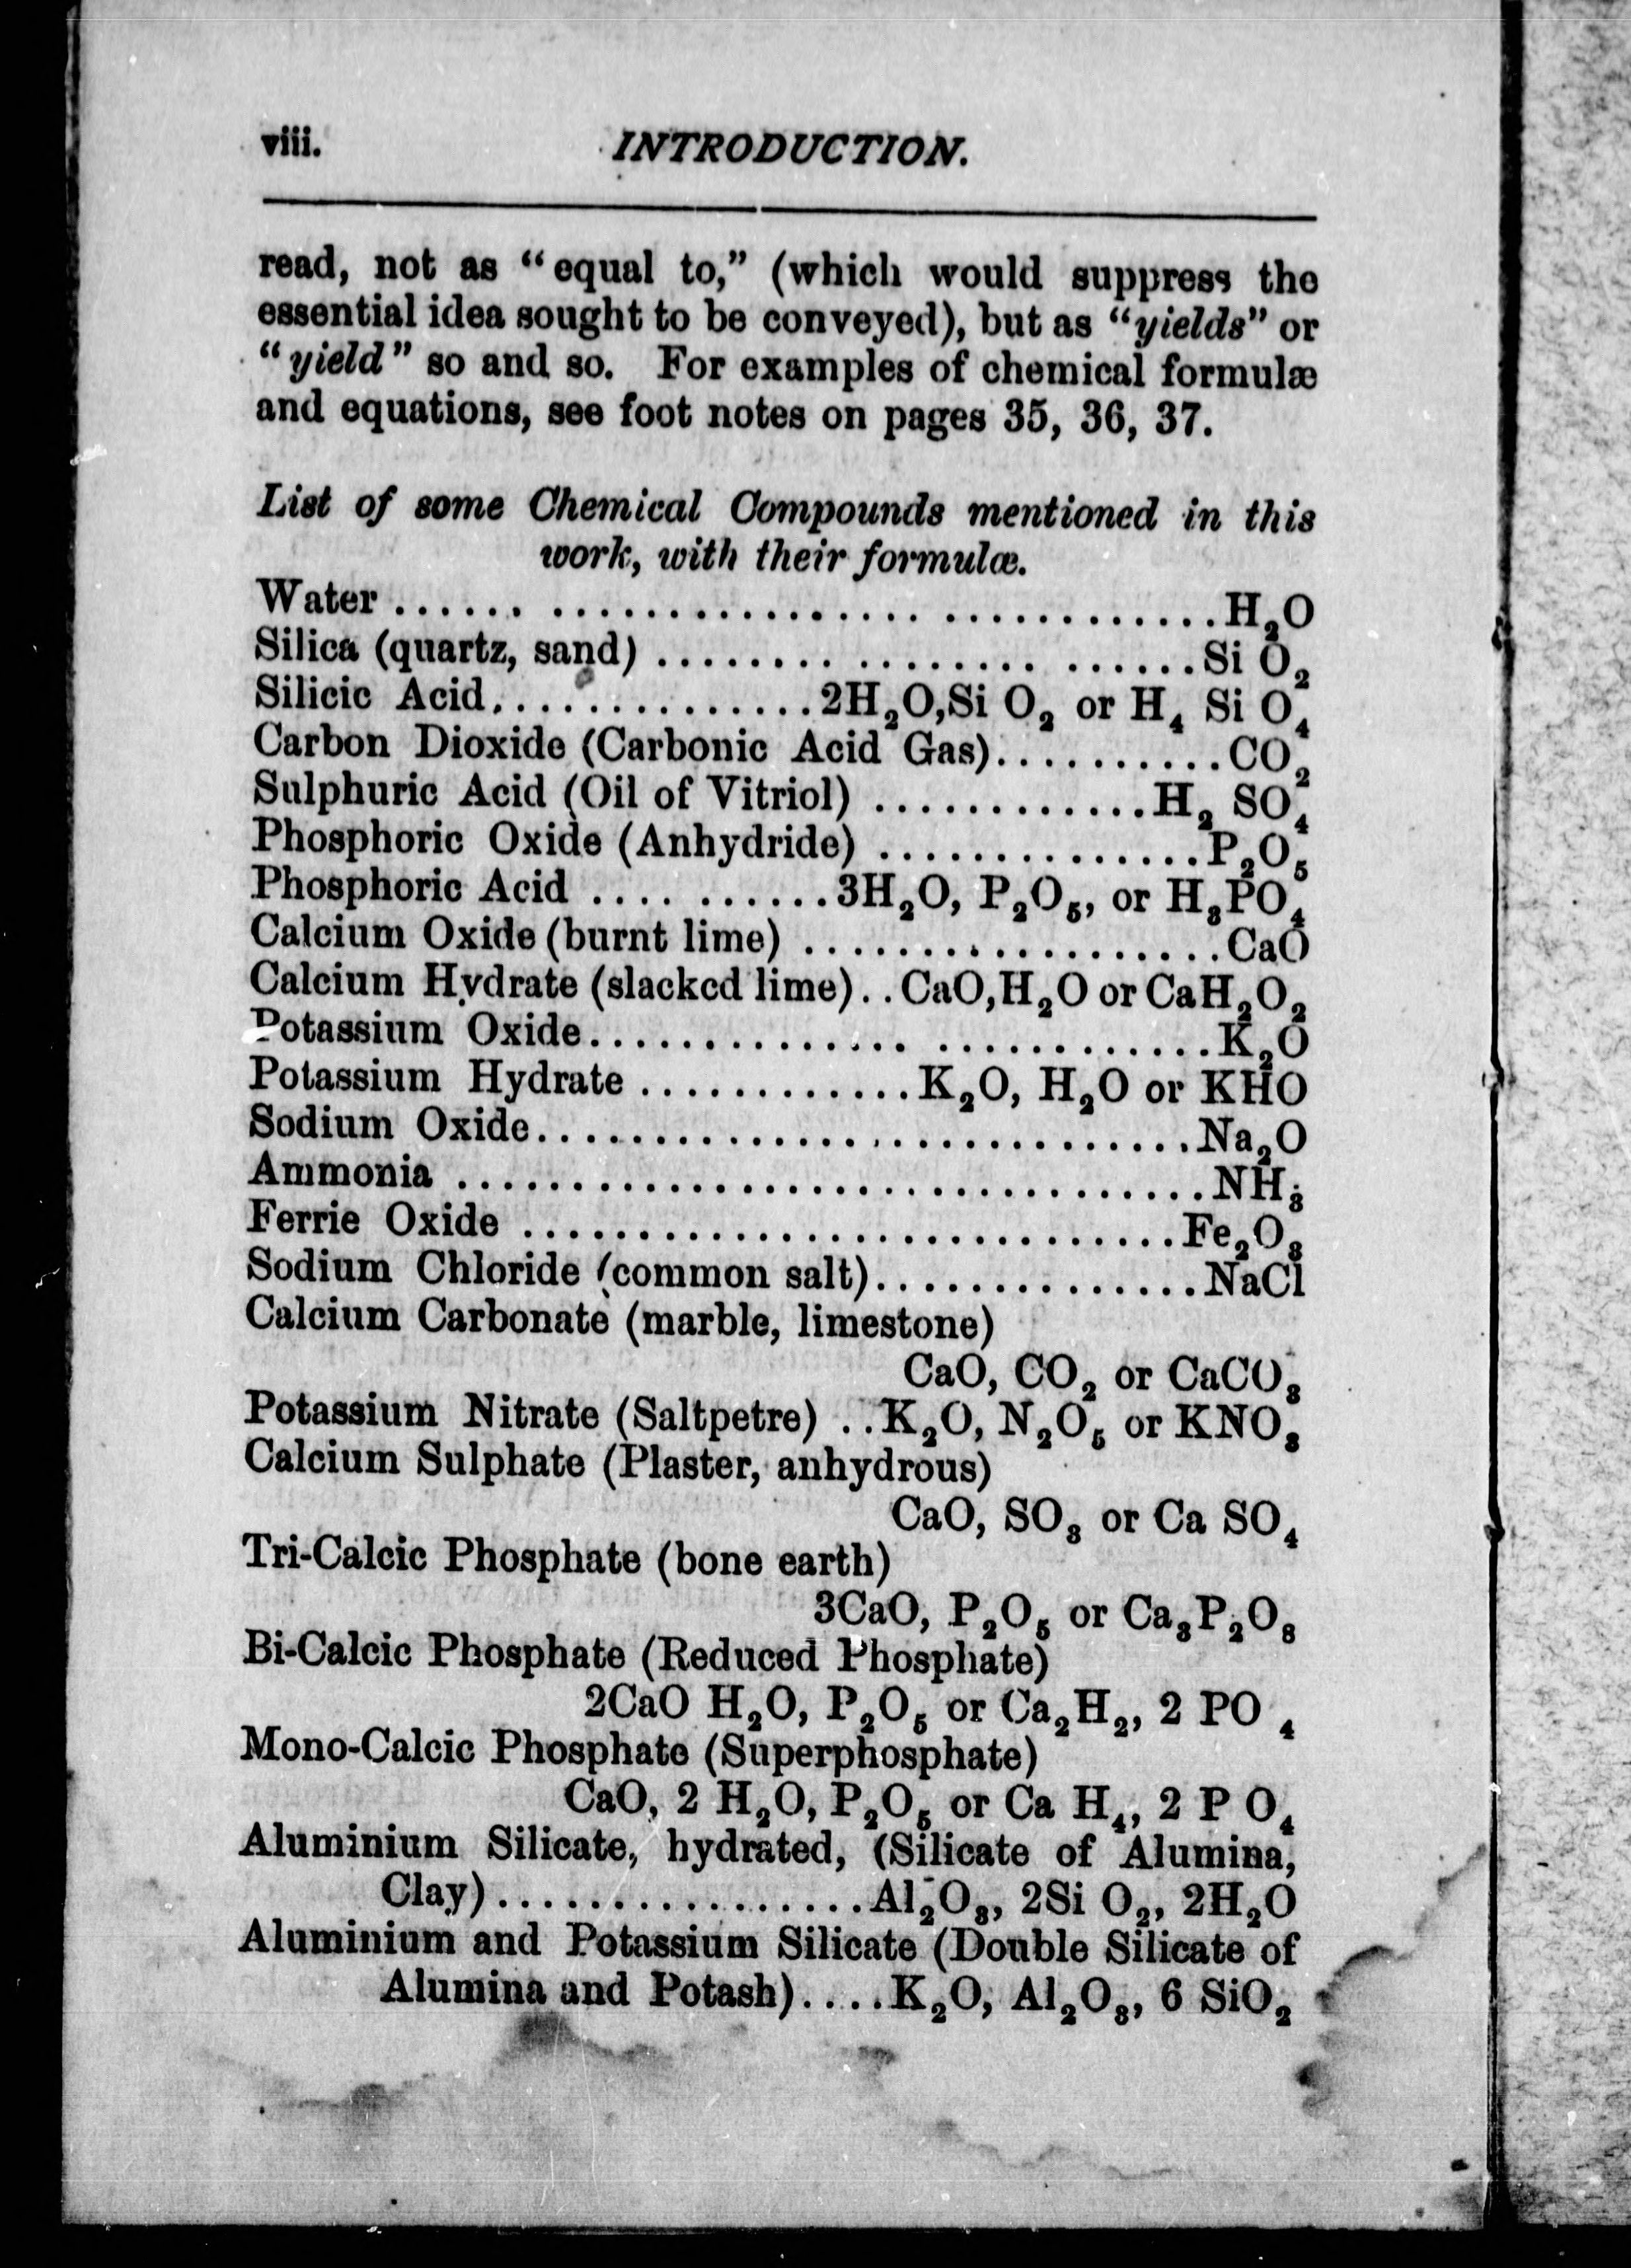 viii. INTRODUCTION.
read, not as “equal to,” (which would suppress the
essential idea sought to be conveyed), but as “yields” or
“yield” so and so. For examples of chemical formulæ
and equations, see foot notes on pages 35, 36, 37.
List of some Chemical Compounds mentioned in this
work, with their formulæ.
Water...... ................... ............H₂O
Silica (quartz, sand) ........ ........ ......Si O₂
Silicic Acid..............2H₂O,Si O₂ or H₄ Si O₄
Carbon Dioxide (Carbonic Acid Gas)..........CO₂
Sulphuric Acid (Oil of Vitriol) ............H₂ SO₄
Phosphoric Oxide (Anhydride) ..............P₂O₅
Phosphoric Acid .... .......3H₂O, P₂O₅, or H₃PO₄
Calcium Oxide (burnt lime) ..................CaO
Calcium Hydrate (slacked lime)..CaO,H₂O or CaH₂O₂
Potassium Oxide.............. ............K₂O
Potassium Hydrate ............K₂O, H₂O or KHO
Sodium Oxide............................Na₂O
Ammonia ................................NH₃
Ferrie Oxide ............................Fe₂O₃
Sodium Chloride (common salt)..............NaCl
Calcium Carbonate (marble, limestone)
CaO, CO₂ or CaCO₃
Potassium Nitrate (Saltpetre) ..K₂O, N₂O₅ or KNO₃
Calcium Sulphate (Plaster, anhydrous)
CaO, SO₃ or Ca SO₄
Tri-Calcic Phosphate (bone earth)
3CaO, P₂O₅ or Ca₃P₂O₈
Bi-Calcic Phosphate (Reduced Phosphate)
2CaO H₂O, P₂O₅ or Ca₂H₂, 2 PO ₄
Mono-Calcic Phosphate (Superphosphate)
CaO, 2 H₂O, P₂O₅ or Ca H₄, 2 P O₄
Aluminium Silicate, hydrated, (Silicate of Alumina,
Clay)................Al₂O₃, 2Si O₂, 2H₂O
Aluminium and Potassium Silicate (Double Silicate of
Alumina and Potash).....K₂O, Al₂O₃, 6 SiO₂